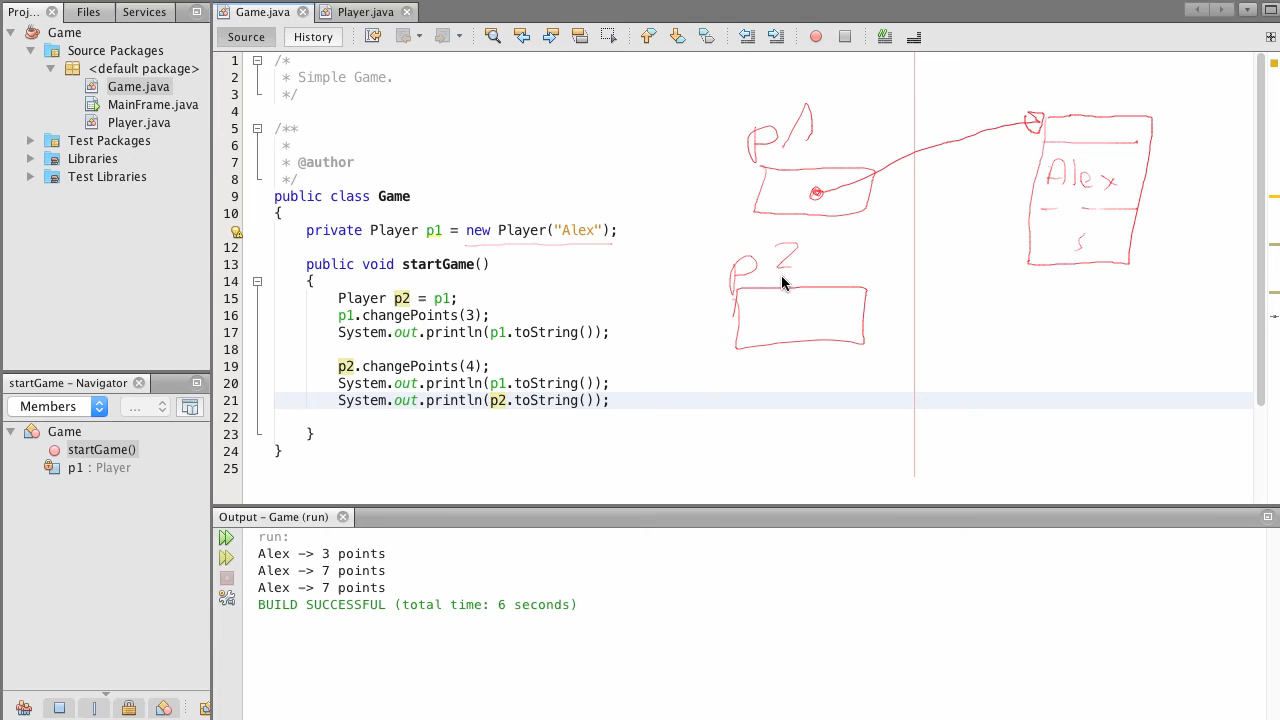 Proj...
Files
Services
Game
Source Packages
<default package>
Game.java
MainFrame.java
Player.java
Test Packages
Libraries
Test Libraries
startGame - Navigator
Members
...
Game
startGame()
p1 : Player
Game.java
Player.java
Source
History
1 /*
2 * Simple Game.
3 */
4
5 /**
6 *
7 * @author
8 */
9 public class Game
10 {
private Player p1 = new Player("Alex");
12
13 public void startGame()
14 {
15 Player p2 = p1;
16 p1.changePoints(3);
17 System.out.println(p1.toString());
18
19 p2.changePoints(4);
20 System.out.println(p1.toString());
21 System.out.println(p2.toString());
22
23 }
24 }
25
p1
p 2
Alex
Output - Game (run)
run:
Alex -> 3 points
Alex -> 7 points
Alex -> 7 points
BUILD SUCCESSFUL (total time: 6 seconds)